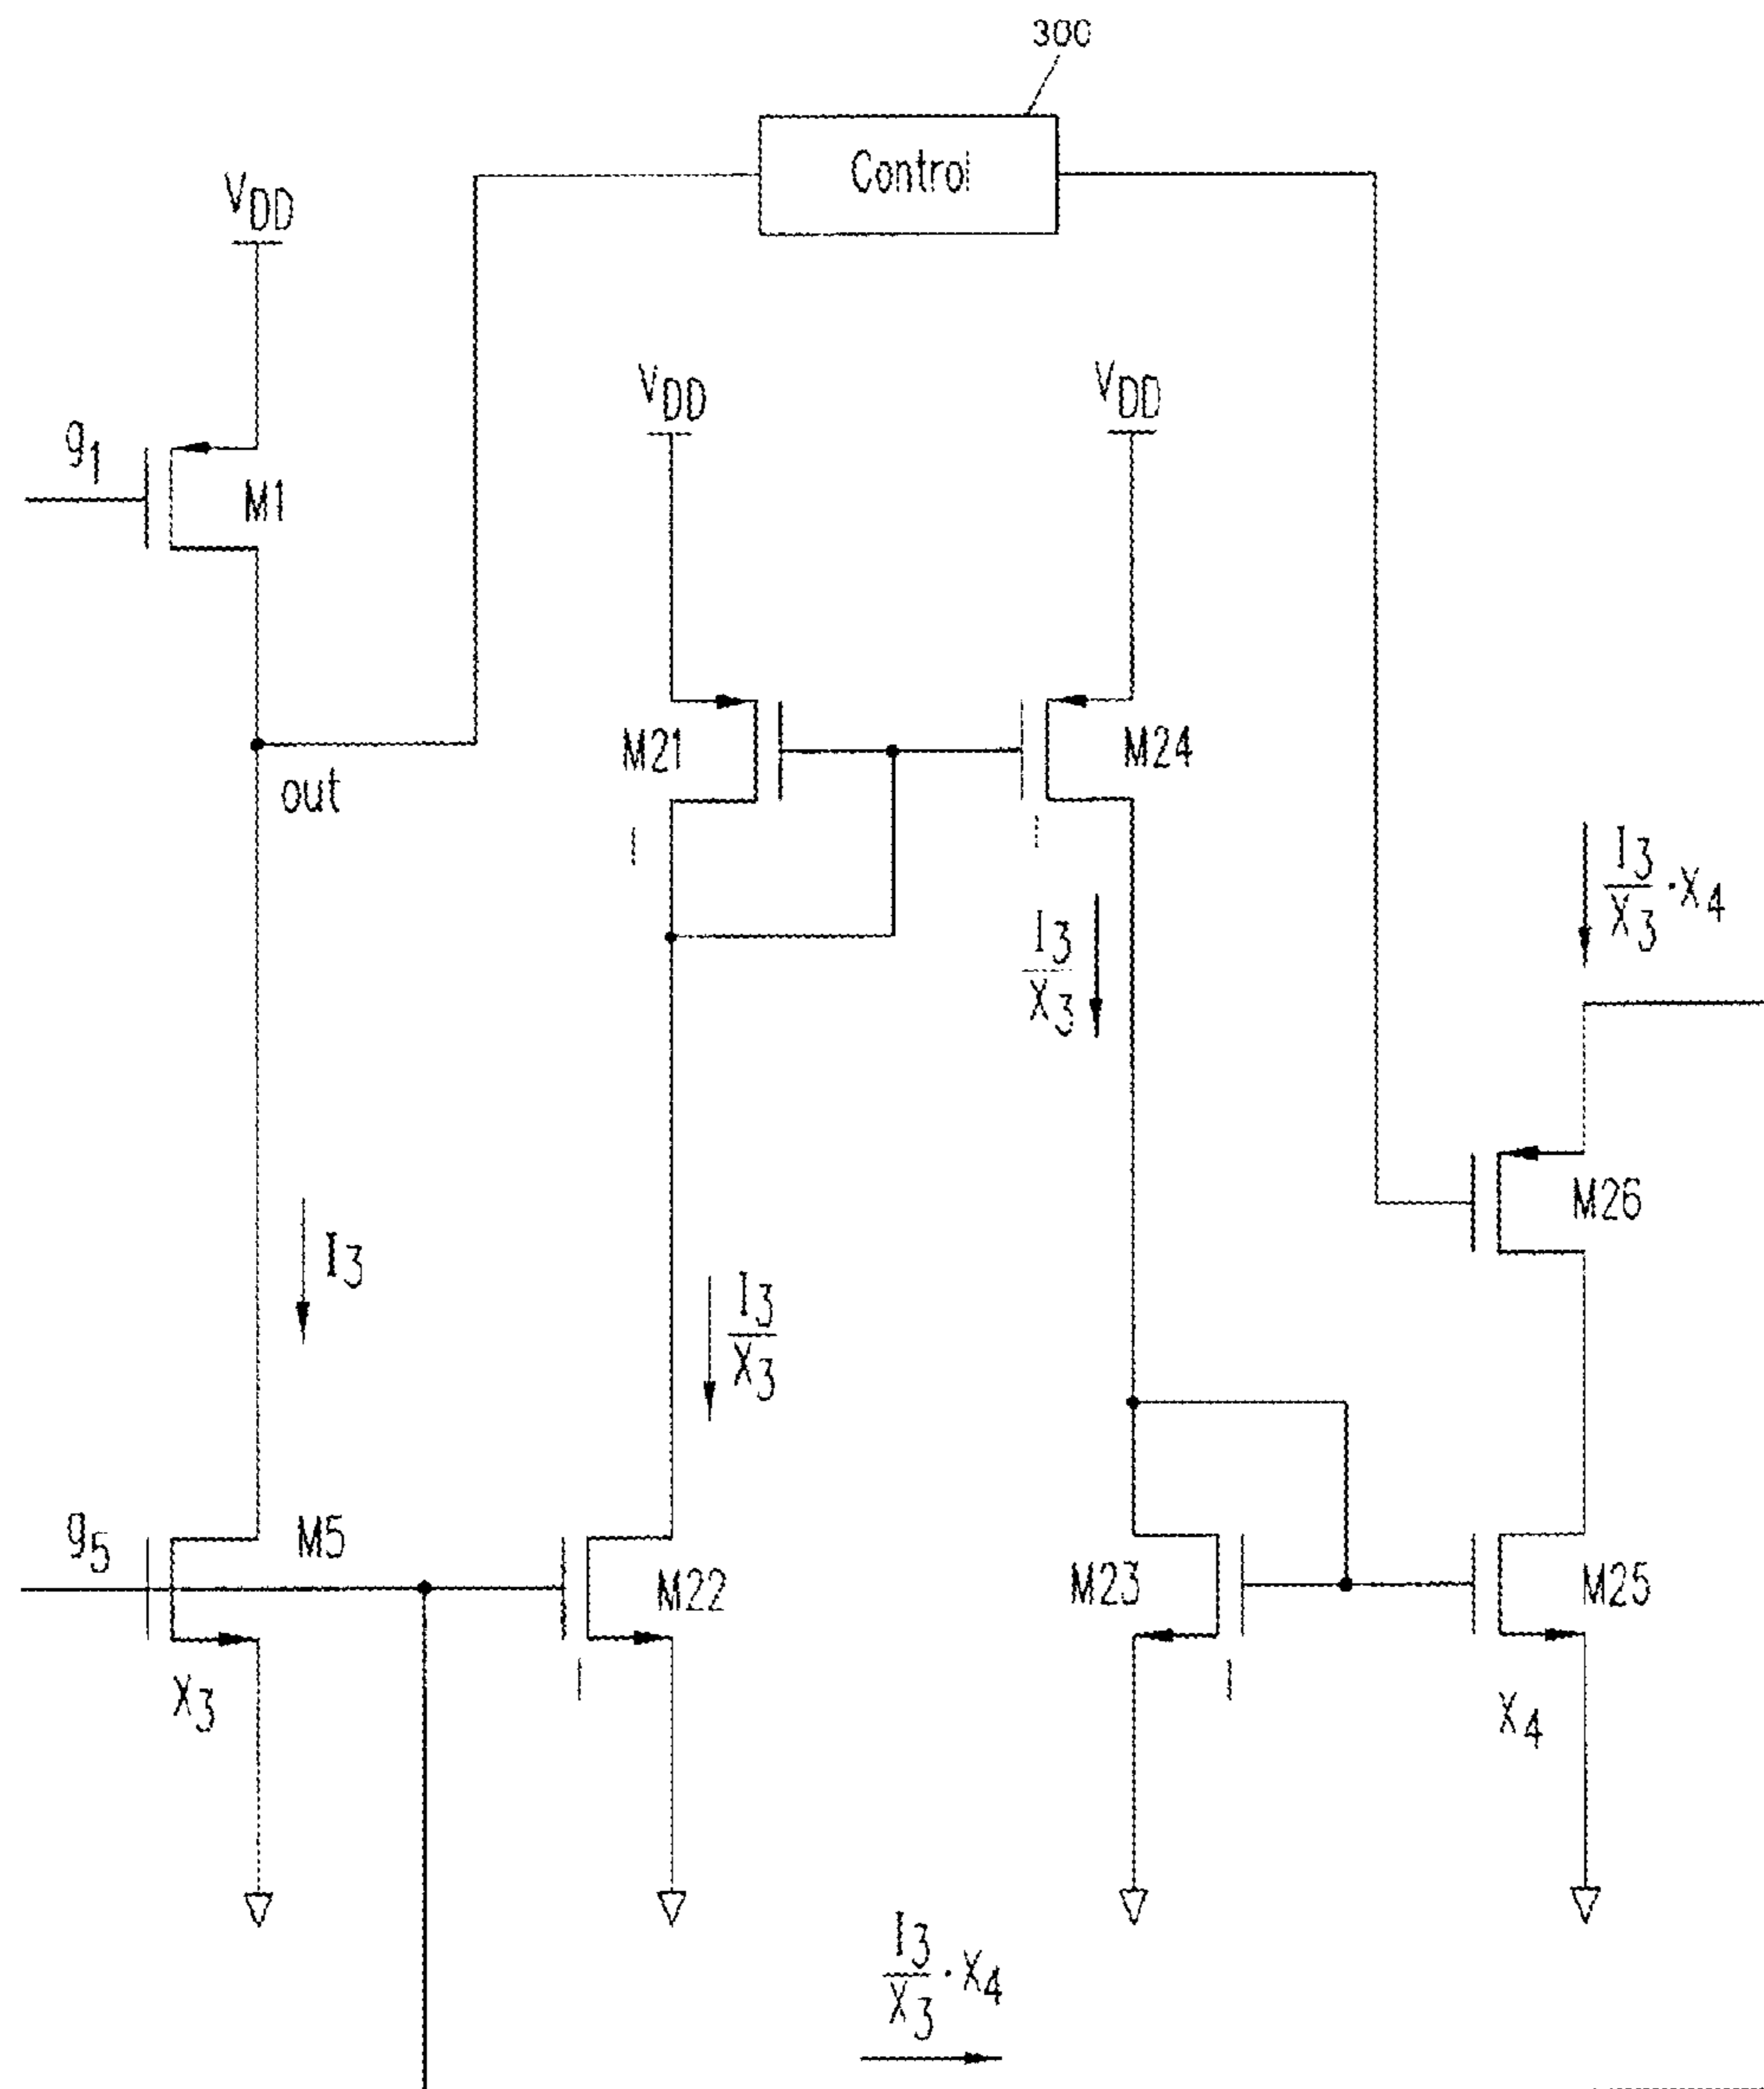 300
Control
VDD
VDD
VDD
g1
M1
M21
M24
out
1
1
I3/X3 · X4
I3/X3
M26
I3
I3/X3
g5
M5
M22
M23
M25
X3
1
1
X4
I3/X3 · X4